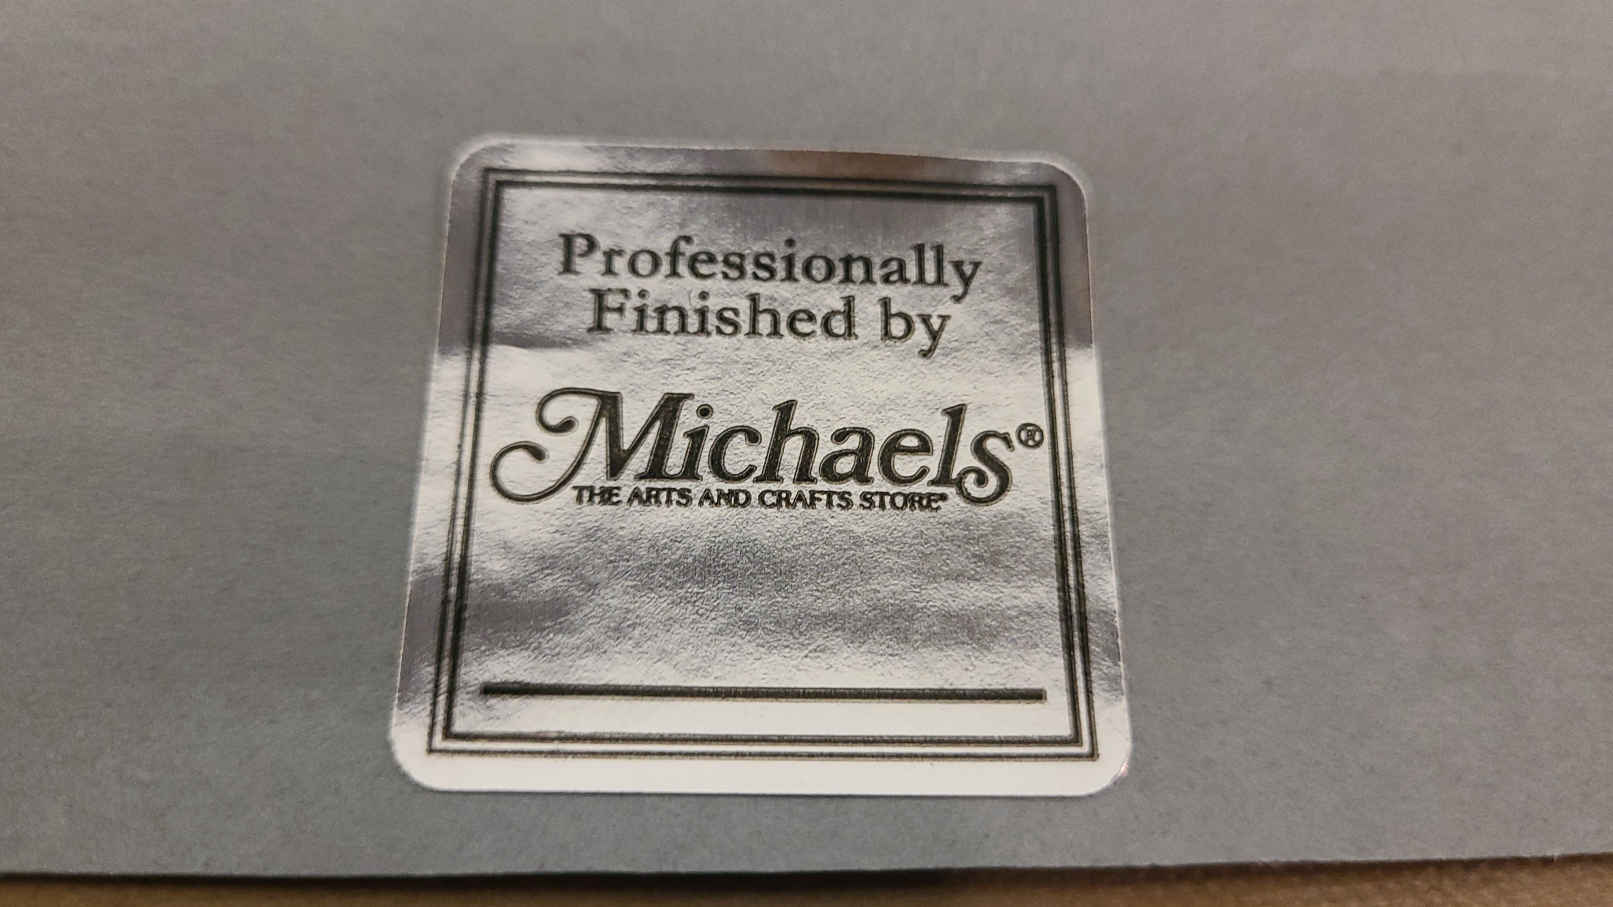 Professionally
Finished by
Michaels®
THE ARTS AND CRAFTS STORE®